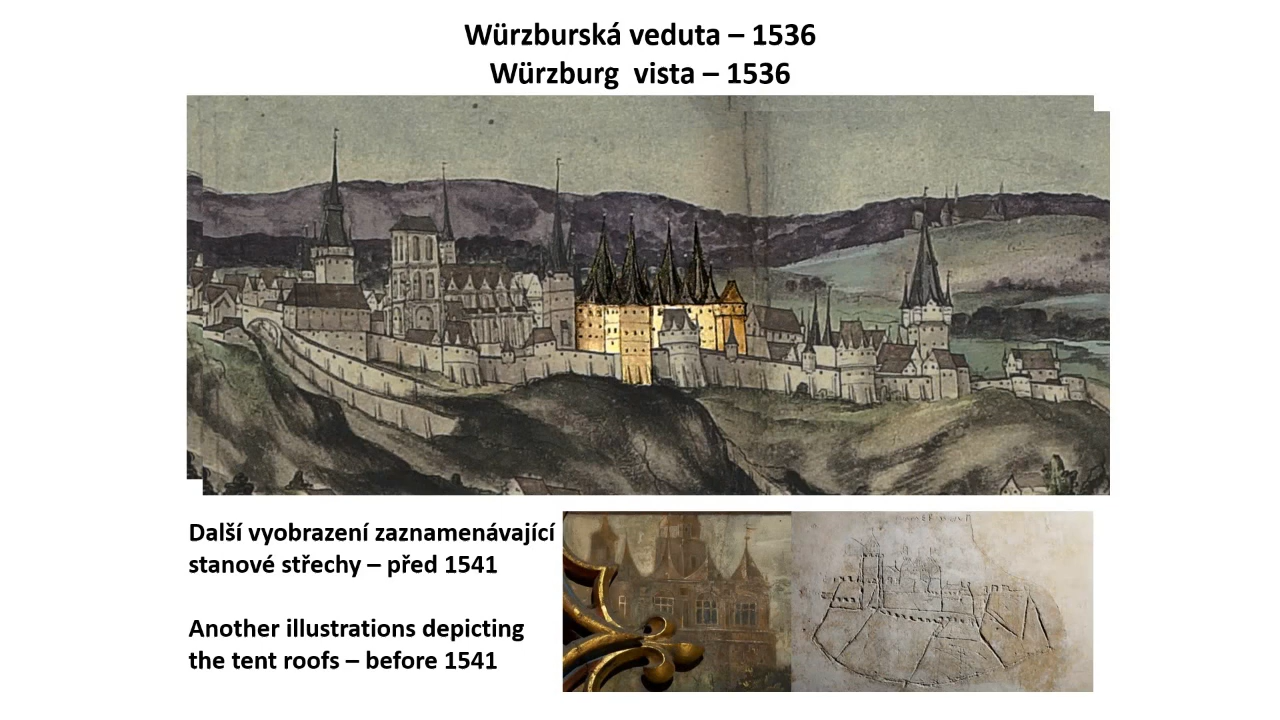 Würzburská veduta – 1536
Würzburg  vista – 1536
Další vyobrazení zaznamenávající
stanové střechy – před 1541
Another illustrations depicting
the tent roofs – before 1541